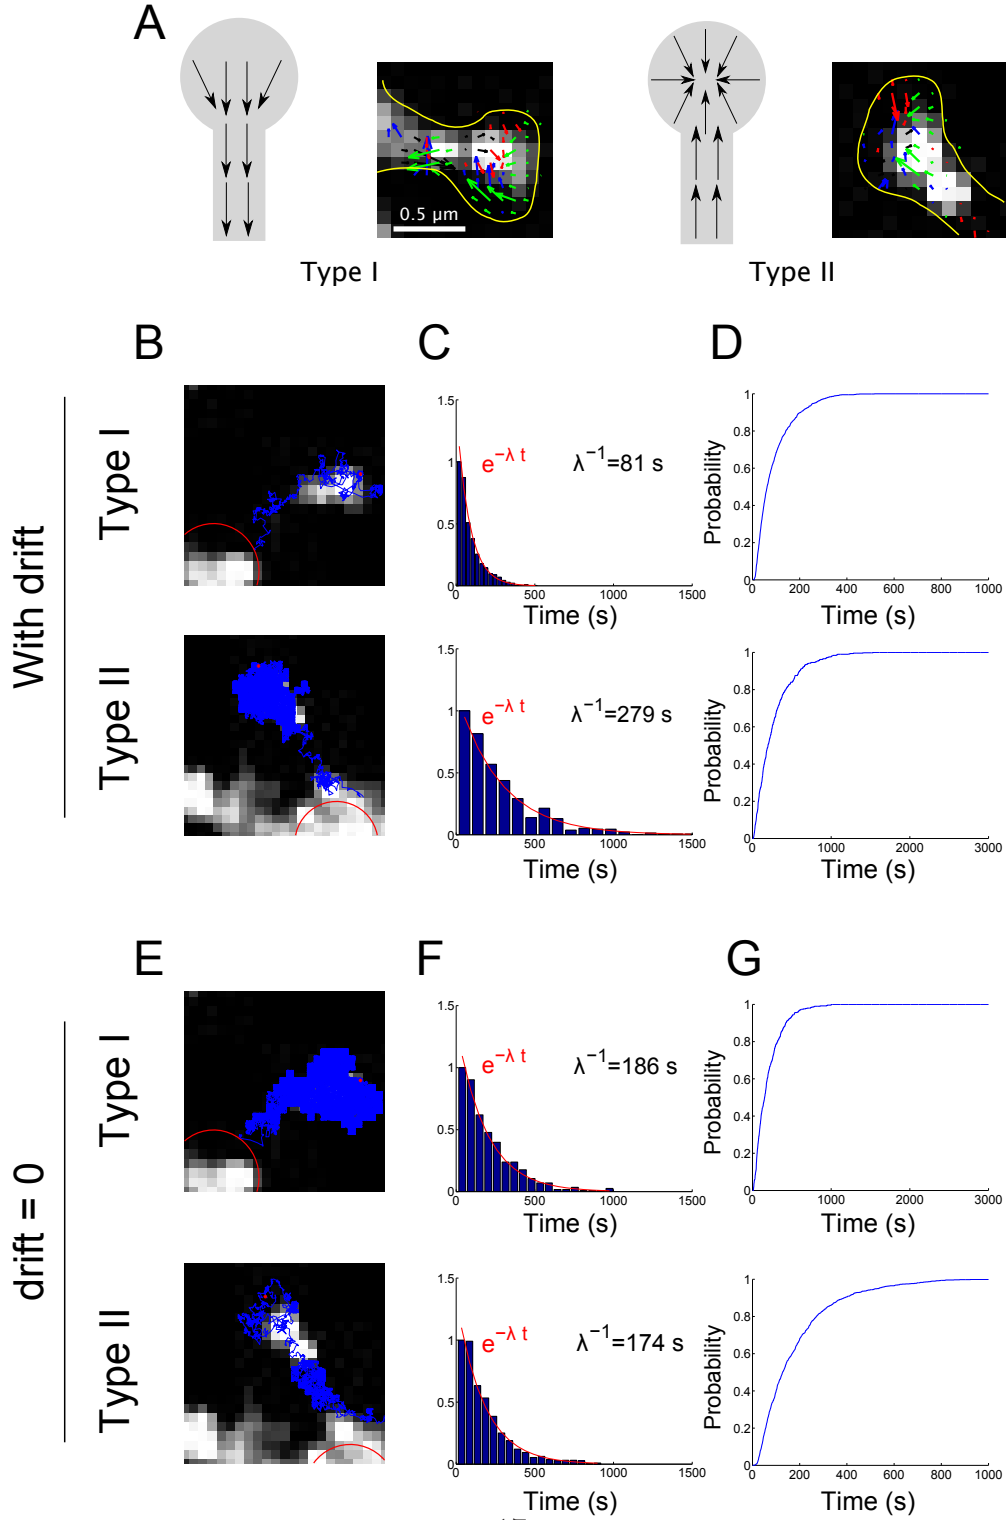 A
0.5 µm
Type I
Type II
B
C
D
With drift
Type I
1.5
1
0.5
0
e^{-λ t}
λ^{-1}=81 s
0
500
1000
1500
Time (s)
Probability
1
0.8
0.6
0.4
0.2
0
0
200
400
600
800
1000
Time (s)
Type II
1.5
1
0.5
0
e^{-λ t}
λ^{-1}=279 s
0
500
1000
1500
Time (s)
Probability
1
0.8
0.6
0.4
0.2
0
0
1000
2000
3000
Time (s)
E
F
G
drift = 0
Type I
1.5
1
0.5
0
e^{-λ t}
λ^{-1}=186 s
0
500
1000
1500
Time (s)
Probability
1
0.8
0.6
0.4
0.2
0
0
1000
2000
3000
Time (s)
Type II
1.5
1
0.5
0
e^{-λ t}
λ^{-1}=174 s
0
500
1000
1500
Time (s)
Probability
1
0.8
0.6
0.4
0.2
0
0
200
400
600
800
1000
Time (s)